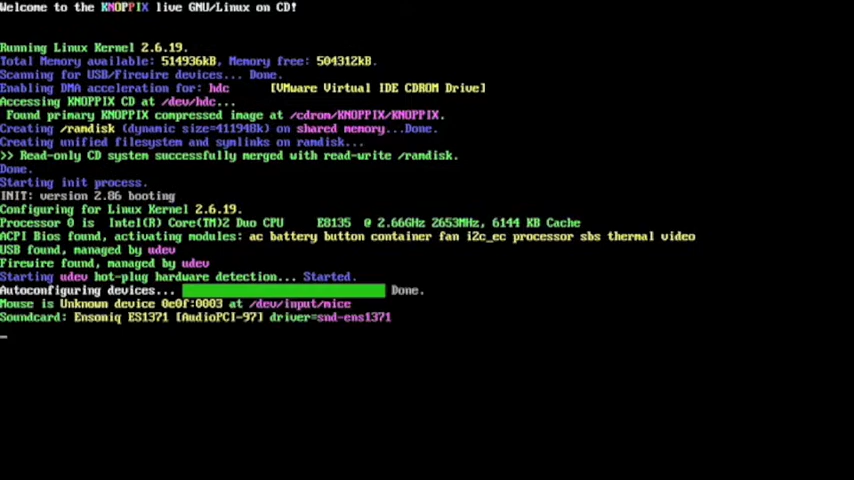 Welcome to the KNOPPIX live GNU/Linux on CD!
Running Linux Kernel 2.6.19.
Total Memory available: 514936kB, Memory free: 504312kB.
Scanning for USB/Firewire devices... Done.
Enabling DMA acceleration for: hdc [VMware Virtual IDE CDROM Drive]
Accessing KNOPPIX CD at /dev/hdc...
Found primary KNOPPIX compressed image at /cdrom/KNOPPIX/KNOPPIX.
Creating /ramdisk (dynamic size=411948k) on shared memory...Done.
Creating unified filesystem and symlinks on ramdisk...
>> Read-only CD system successfully merged with read-write /ramdisk.
Done.
Starting init process.
INIT: version 2.86 booting
Configuring for Linux Kernel 2.6.19.
Processor 0 is Intel(R) Core(TM)2 Duo CPU E8135 @ 2.66GHz 2653MHz, 6144 KB Cache
ACPI Bios found, activating modules: ac battery button container fan i2c_ec processor sbs thermal video
USB found, managed by udev
Firewire found, managed by udev
Starting udev hot-plug hardware detection... Started.
Autoconfiguring devices... Done.
Mouse is Unknown device 0e0f:0003 at /dev/input/mice
Soundcard: Ensoniq ES1371 [AudioPCI-97] driver=snd-ens1371